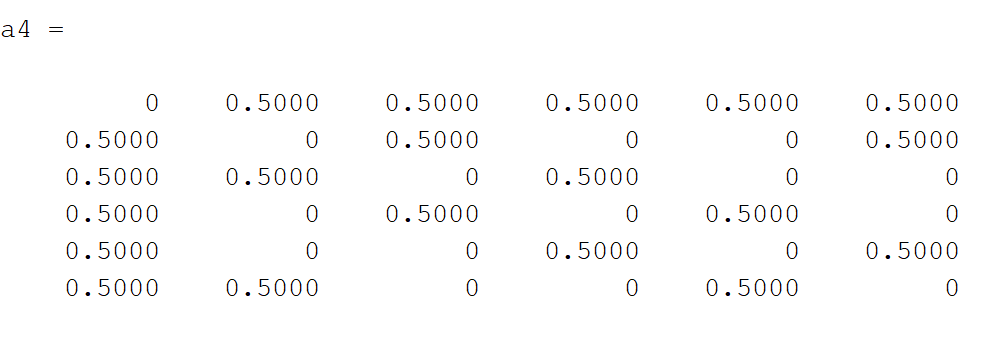 a4 =
0 0.5000 0.5000 0.5000 0.5000 0.5000
0.5000 0 0.5000 0 0 0.5000
0.5000 0.5000 0 0.5000 0 0
0.5000 0 0.5000 0 0.5000 0
0.5000 0 0 0.5000 0 0.5000
0.5000 0.5000 0 0 0.5000 0